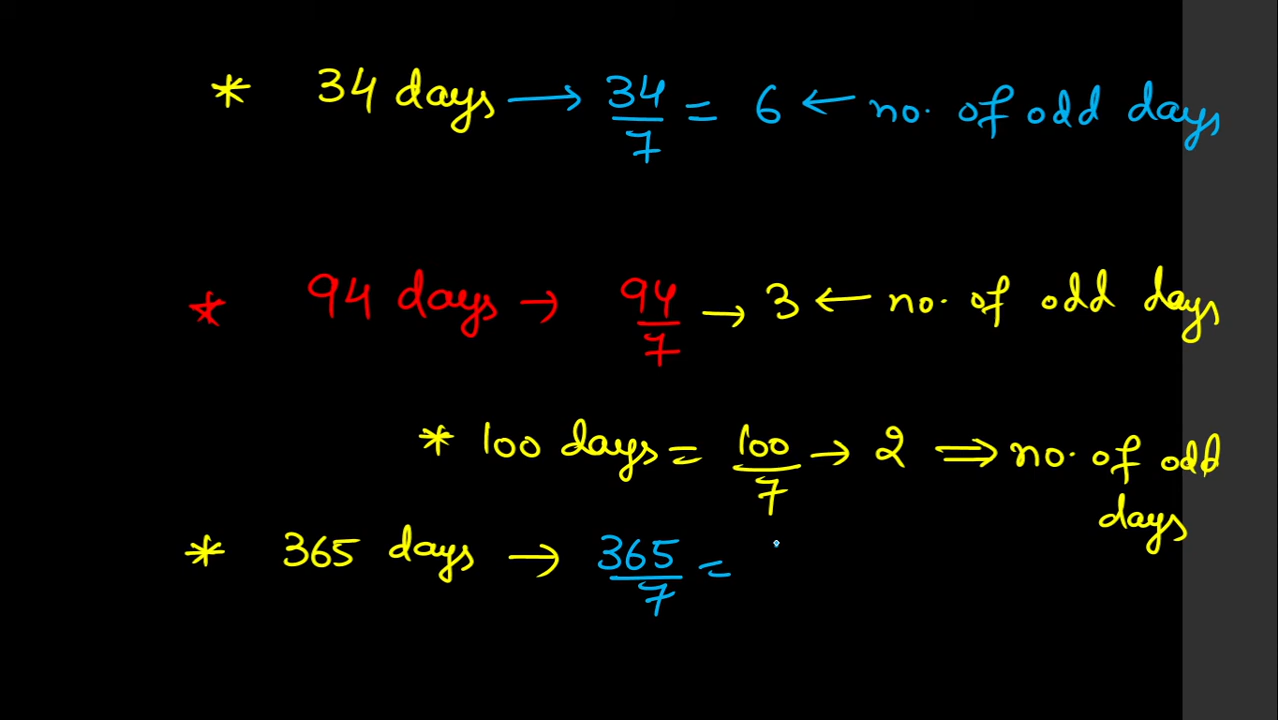 * 34 days → 34/7 = 6 ← no. of odd days
* 94 days → 94/7 → 3 ← no. of odd days
* 100 days = 100/7 → 2 ⇒ no. of odd
days
* 365 days → 365/7 =